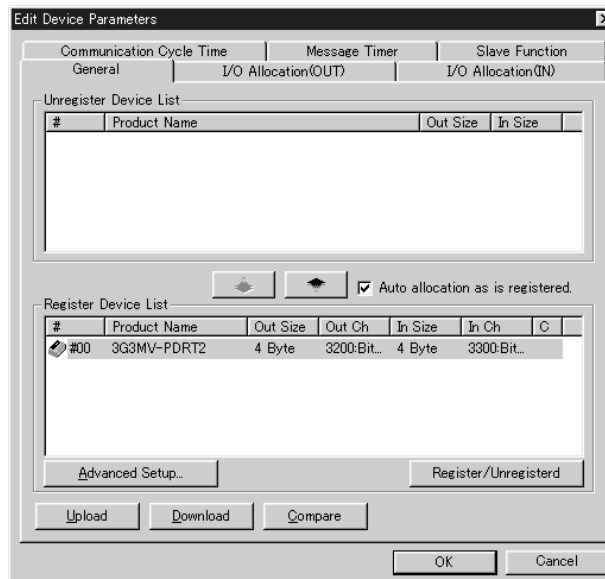 Edit Device Parameters
Communication Cycle Time Message Timer Slave Function
General I/O Allocation(OUT) I/O Allocation(IN)
Unregister Device List
# Product Name Out Size In Size
Auto allocation as is registered.
Register Device List
# Product Name Out Size Out Ch In Size In Ch C
#00 3G3MV-PDRT2 4 Byte 3200:Bit... 4 Byte 3300:Bit...
Advanced Setup... Register/Unregisterd
Upload Download Compare
OK Cancel